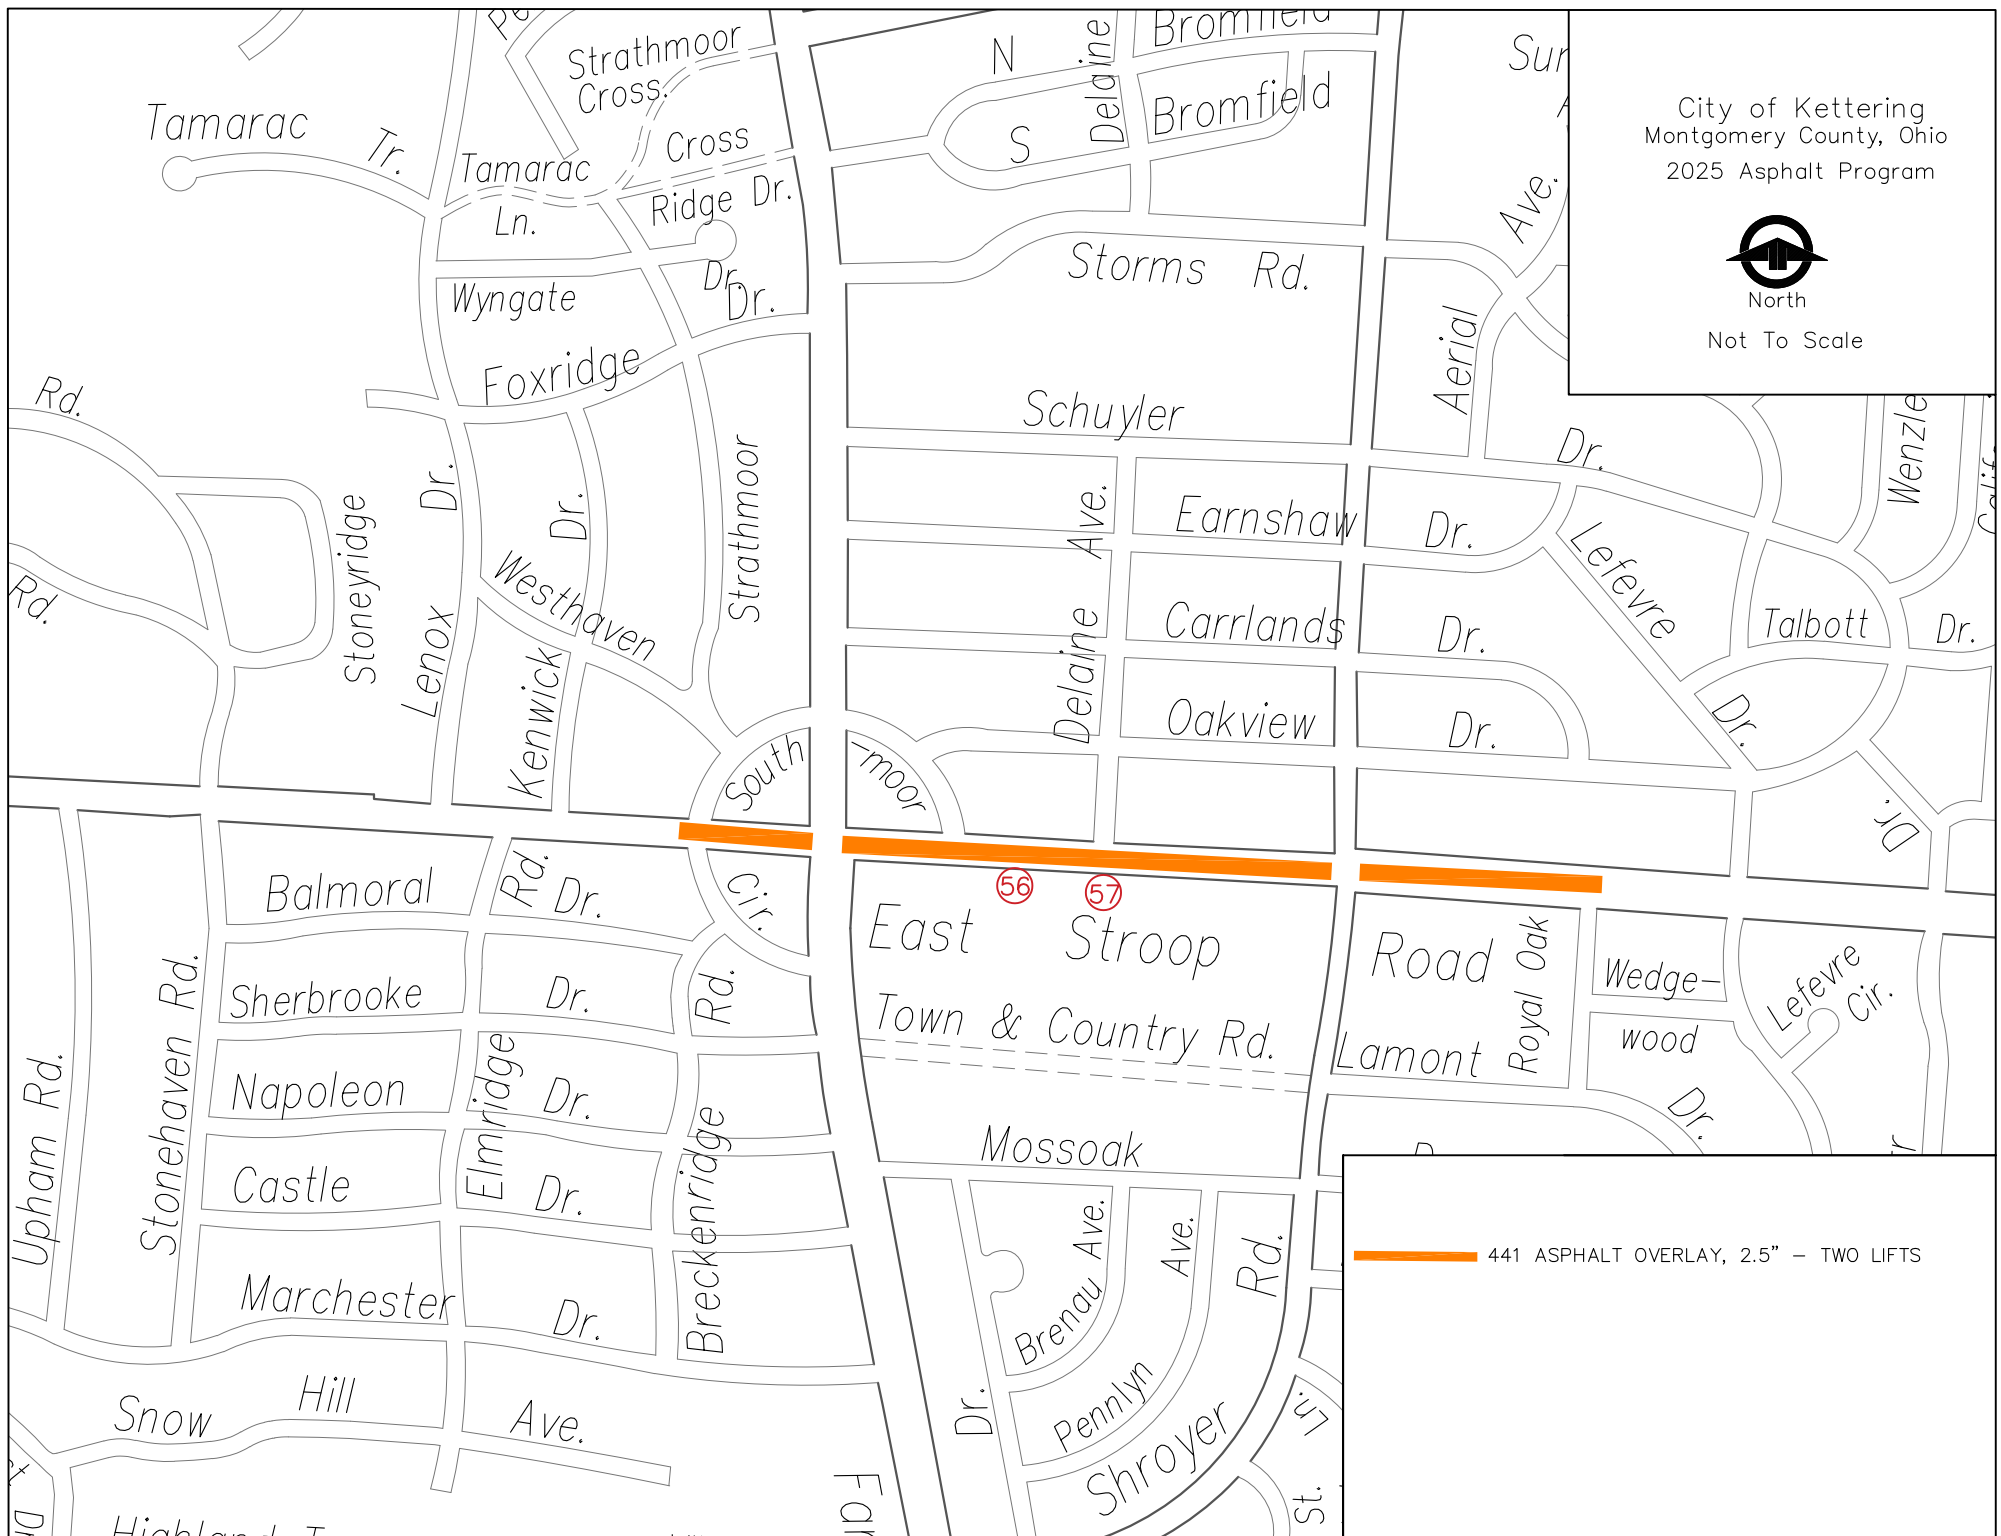 Strathmoor
Cross.
N
Delaine
Bromfield
Bromfield
S
City of Kettering
Montgomery County, Ohio
2025 Asphalt Program
North
Not To Scale
Tamarac
Tr.
Tamarac
Ln.
Cross
Ridge Dr.
Dr.
Dr.
Wyngate
Foxridge
Storms Rd.
Ave.
Aerial
Rd.
Schuyler
Dr.
Rd.
Stoneyridge
Lenox
Dr.
Dr.
Westhaven
Kenwick
Strathmoor
Delaine Ave.
Earnshaw
Dr.
Lefevre
Dr.
Carrlands
Dr.
Talbott
Dr.
Oakview
Dr.
Dr.
South
-moor
Cir.
56
57
East Stroop Road
Balmoral
Rd.
Dr.
Sherbrooke
Dr.
Rd.
Town & Country Rd.
Lamont
Royal Oak
Wedge-
wood
Dr.
Lefevre
Cir.
Upham Rd.
Stonehaven Rd.
Napoleon
Dr.
Elmridge
Castle
Dr.
Breckenridge
Marchester
Dr.
Mossoak
Dr.
Brenau Ave.
Pennlyn
Ave.
Shroyer
Rd.
Ln.
St.
Snow Hill Ave.
441 ASPHALT OVERLAY, 2.5" – TWO LIFTS